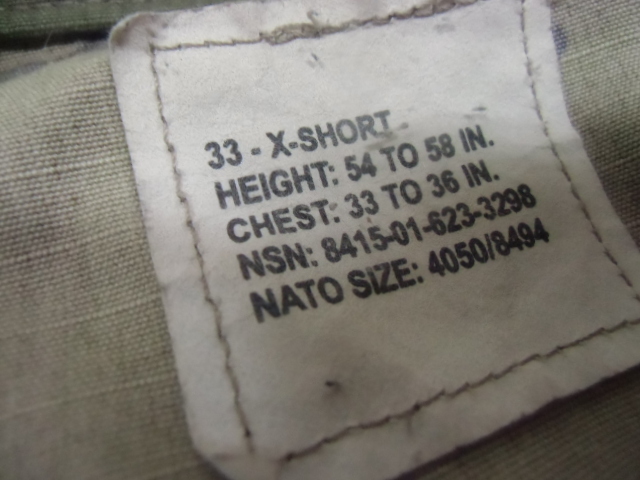 33 - X-SHORT
HEIGHT: 54 TO 58 IN.
CHEST: 33 TO 36 IN.
NSN: 8415-01-623-3298
NATO SIZE: 4050/8494